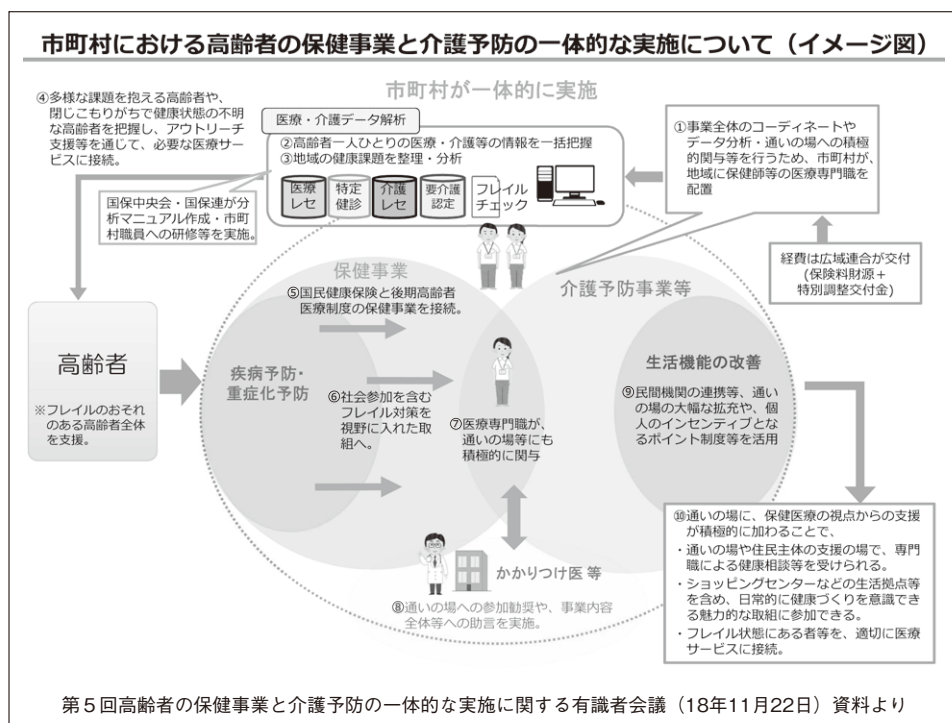 市町村における高齢者の保健事業と介護予防の一体的な実施について（イメージ図）
市町村が一体的に実施
④多様な課題を抱える高齢者や、
閉じこもりがちで健康状態の不明
な高齢者を把握し、アウトリーチ
支援等を通じて、必要な医療サー
ビスに接続。
医療・介護データ解析
②高齢者一人ひとりの医療・介護等の情報を一括把握
③地域の健康課題を整理・分析
医療
レセ
特定
健診
介護
レセ
要介護
認定
フレイル
チェック
①事業全体のコーディネートや
データ分析・通いの場への積極
的関与等を行うため、市町村が、
地域に保健師等の医療専門職を
配置
国保中央会・国保連が分
析マニュアル作成・市町
村職員への研修等を実施。
経費は広域連合が交付
(保険料財源＋
特別調整交付金)
保健事業
⑤国民健康保険と後期高齢者
医療制度の保健事業を接続。
介護予防事業等
高齢者
※フレイルのおそれ
のある高齢者全体
を支援。
疾病予防・
重症化予防
⑥社会参加を含む
フレイル対策を
視野に入れた取
組へ。
⑦医療専門職が、
通いの場等にも
積極的に関与
生活機能の改善
⑨民間機関の連携等、通い
の場の大幅な拡充や、個
人のインセンティブとな
るポイント制度等を活用
かかりつけ医 等
⑧通いの場への参加勧奨や、事業内容
全体等への助言を実施。
⑩通いの場に、保健医療の視点からの支援
が積極的に加わることで、
・通いの場や住民主体の支援の場で、専門
職による健康相談等を受けられる。
・ショッピングセンターなどの生活拠点等
を含め、日常的に健康づくりを意識でき
る魅力的な取組に参加できる。
・フレイル状態にある者等を、適切に医療
サービスに接続。
第５回高齢者の保健事業と介護予防の一体的な実施に関する有識者会議（18年11月22日）資料より